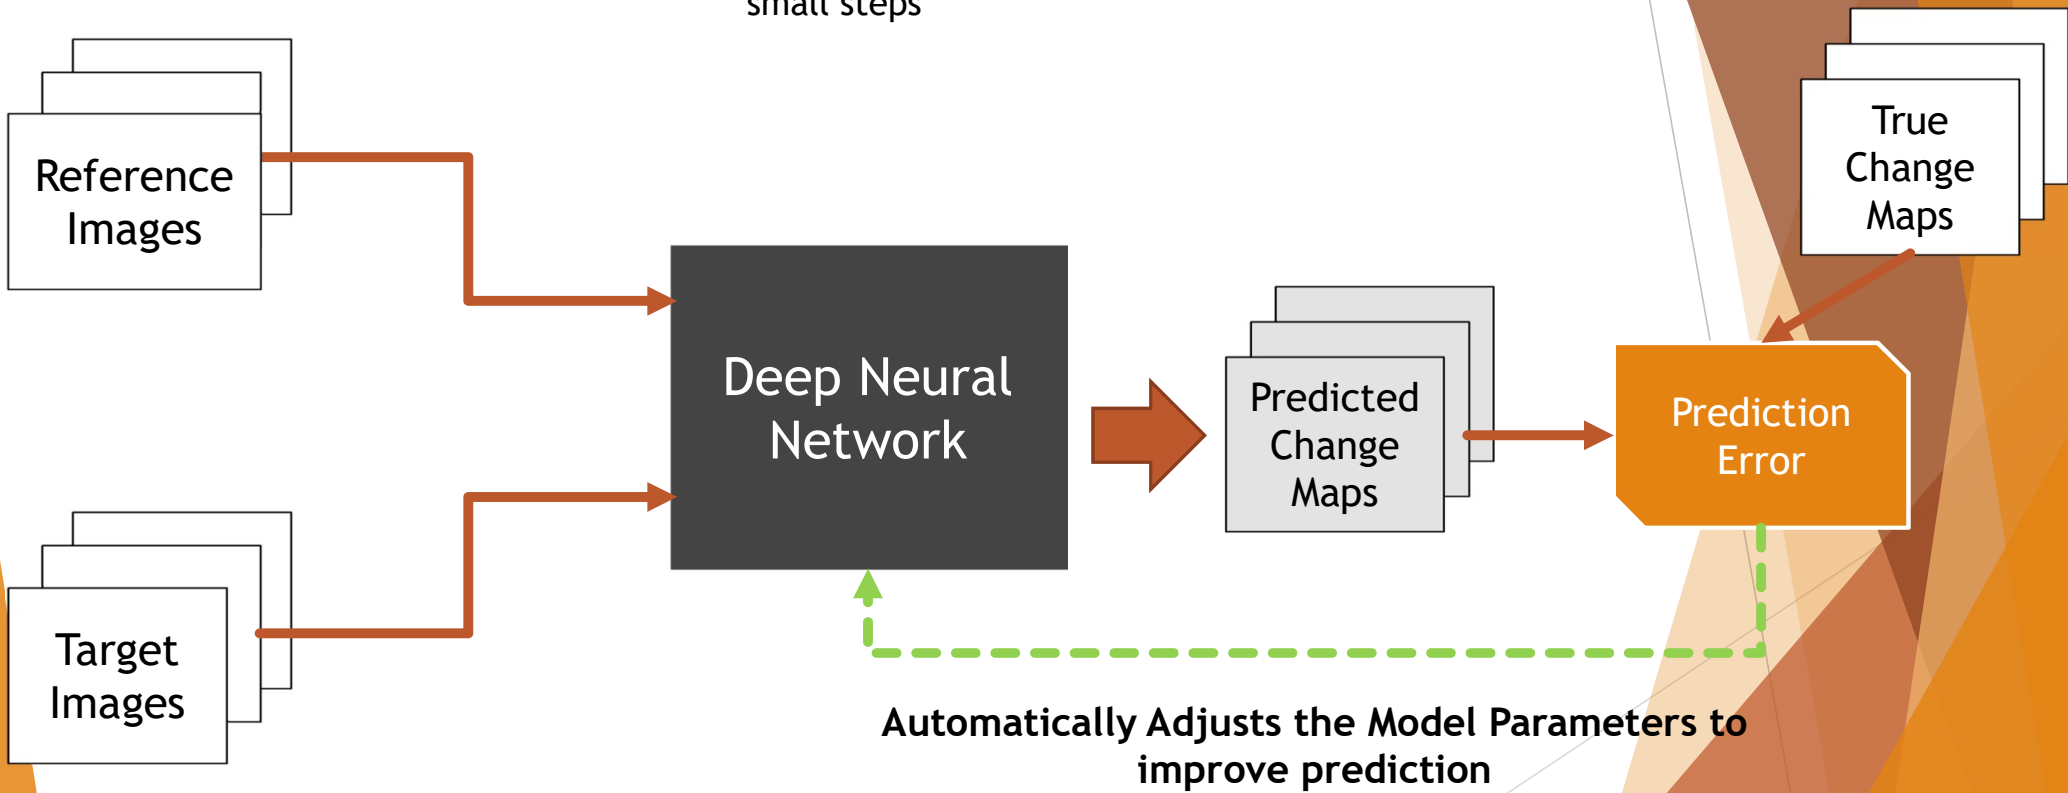 small steps
Reference
Images
True
Change
Maps
Deep Neural
Network
Predicted
Change
Maps
Prediction
Error
Target
Images
Automatically Adjusts the Model Parameters to
improve prediction